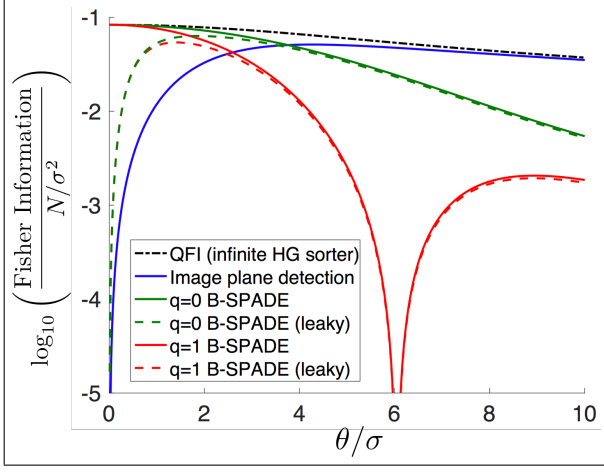 -1
-2
-3
-4
-5
log₁₀ (Fisher Information / N/σ²)
QFI (infinite HG sorter)
Image plane detection
q=0 B-SPADE
q=0 B-SPADE (leaky)
q=1 B-SPADE
q=1 B-SPADE (leaky)
0 2 4 6 8 10
θ/σ